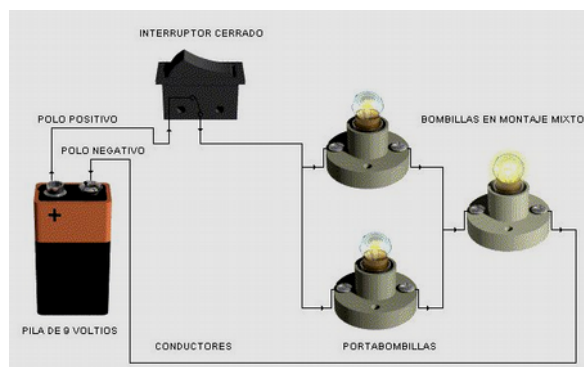 INTERRUPTOR CERRADO
POLO POSITIVO
BOMBILLAS EN MONTAJE MIXTO
POLO NEGATIVO
+
PILA DE 9 VOLTIOS
CONDUCTORES
PORTABOMBILLAS